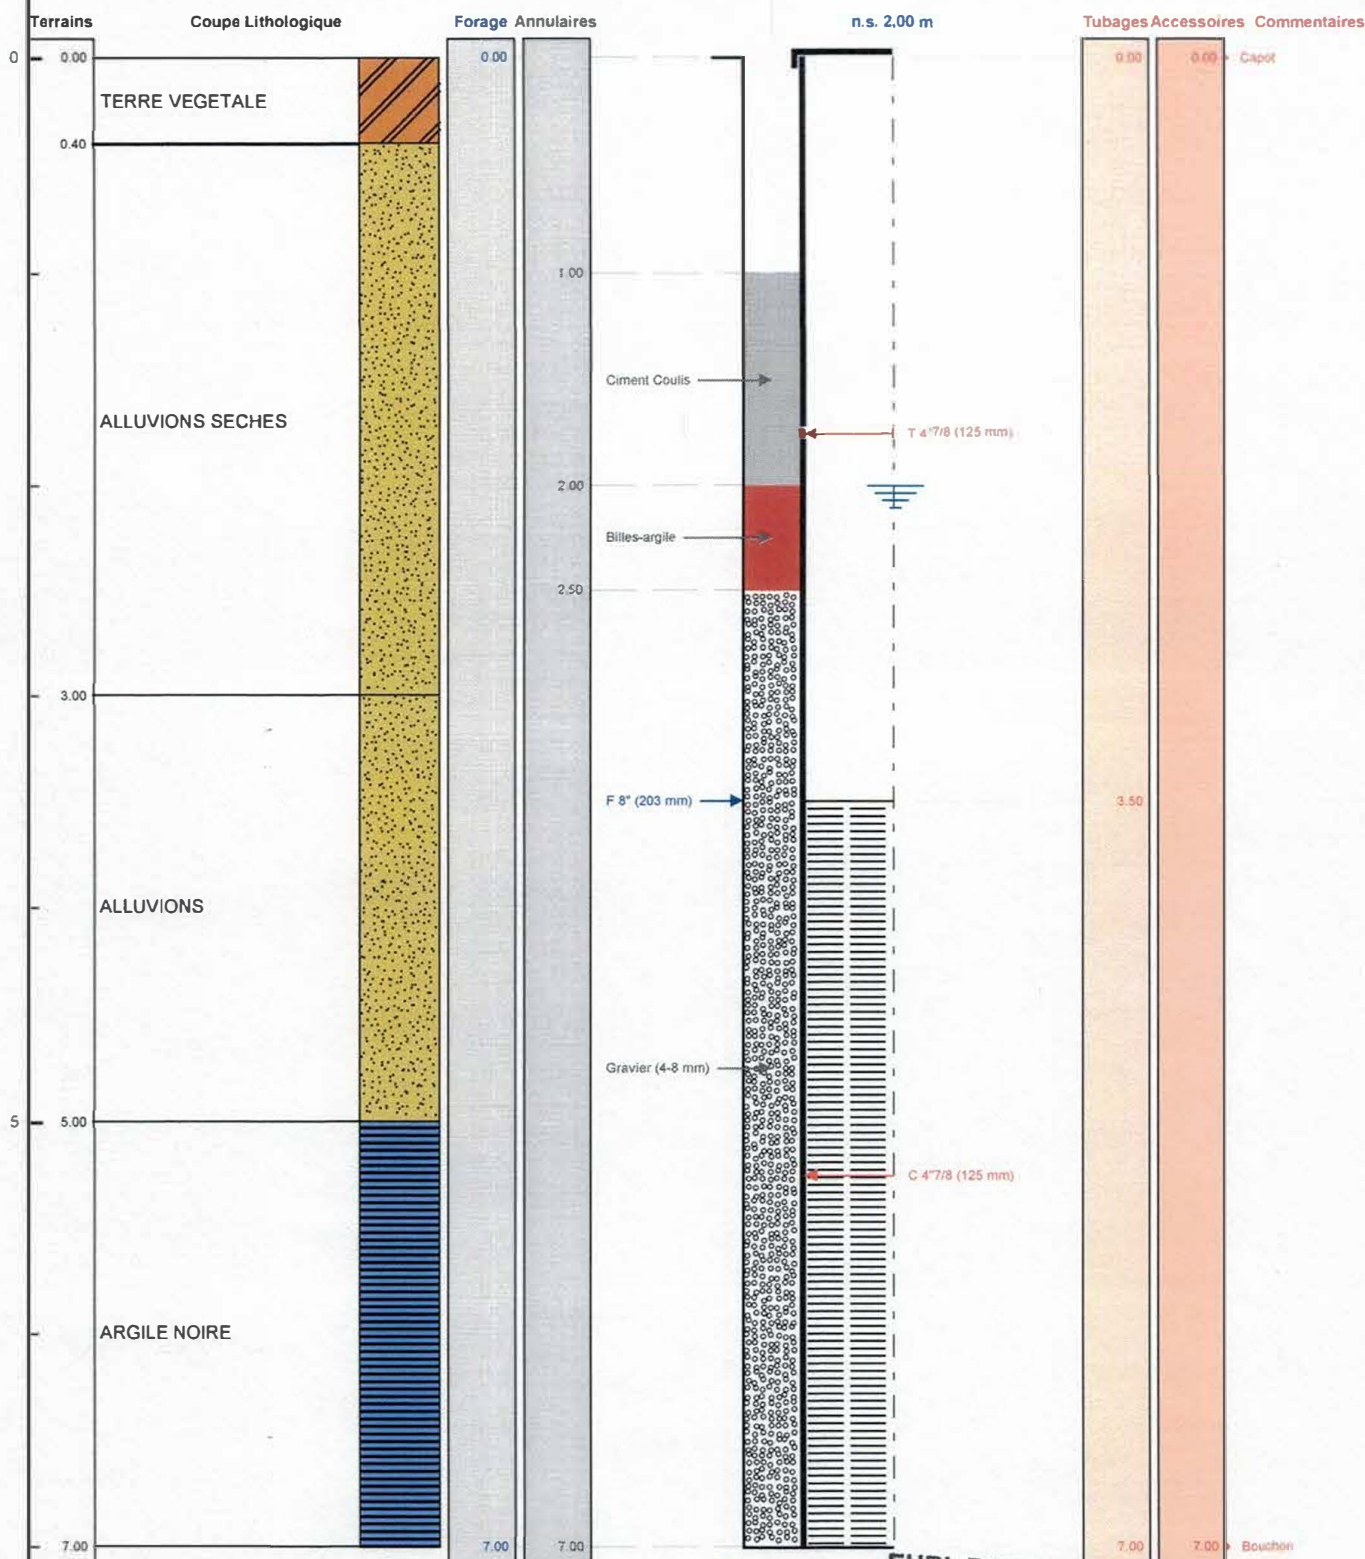 Terrains Coupe Lithologique Forage Annulaires n.s. 2,00 m Tubages Accessoires Commentaires
0 0.00 0.00 0.00 0.00 Capot
TERRE VEGETALE
0.40
1.00
Ciment Coulis
ALLUVIONS SECHES
T 4"7/8 (125 mm)
2.00
Billes-argile
2.50
3.00
F 8" (203 mm) 3.50
ALLUVIONS
Gravier (4-8 mm)
5 5.00
C 4"7/8 (125 mm)
ARGILE NOIRE
7.00 7.00 7.00 7.00 7.00 Bouchon